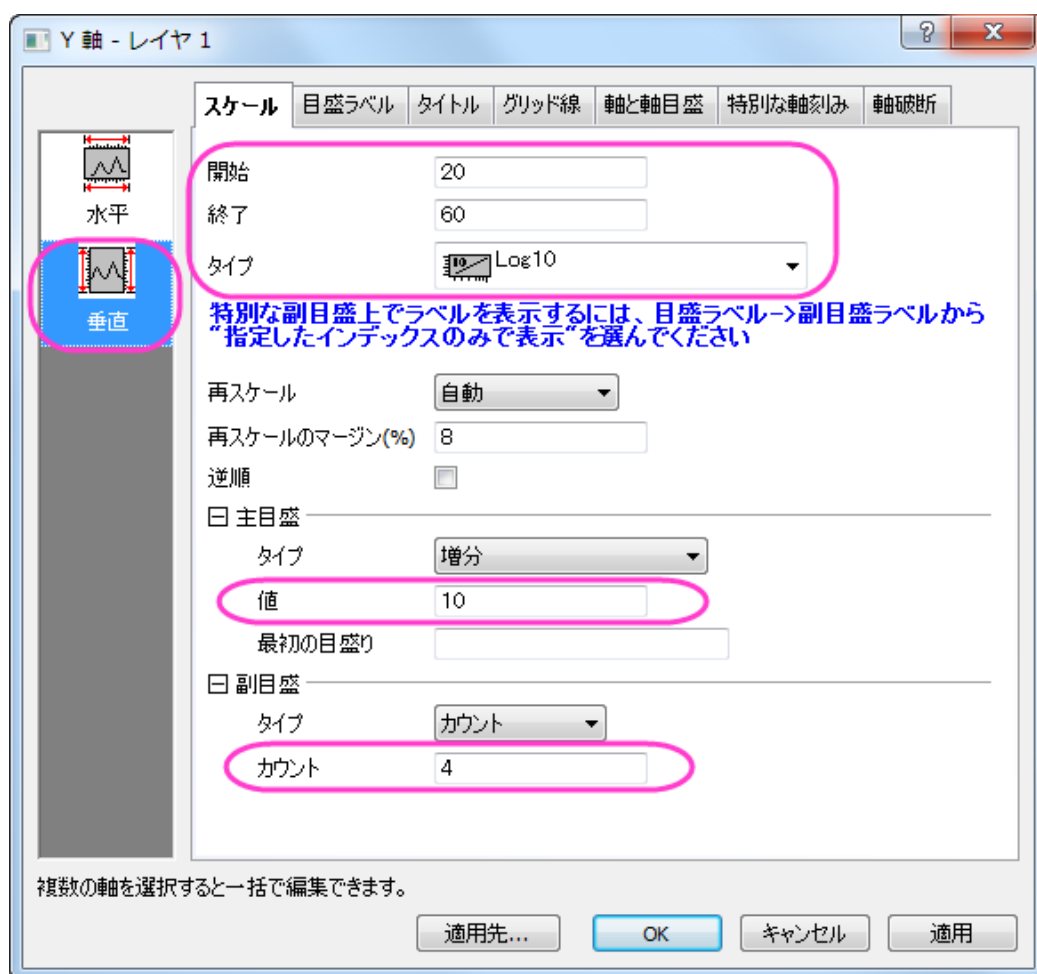 Y 軸 - レイヤ 1
スケール 目盛ラベル タイトル グリッド線 軸と軸目盛 特別な軸刻み 軸破断
水平
垂直
開始 20
終了 60
タイプ Log10
特別な副目盛上でラベルを表示するには、目盛ラベル->副目盛ラベルから
“指定したインデックスのみで表示”を選んでください
再スケール 自動
再スケールのマージン(%) 8
逆順
主目盛
タイプ 増分
値 10
最初の目盛り
副目盛
タイプ カウント
カウント 4
複数の軸を選択すると一括で編集できます。
適用先... OK キャンセル 適用